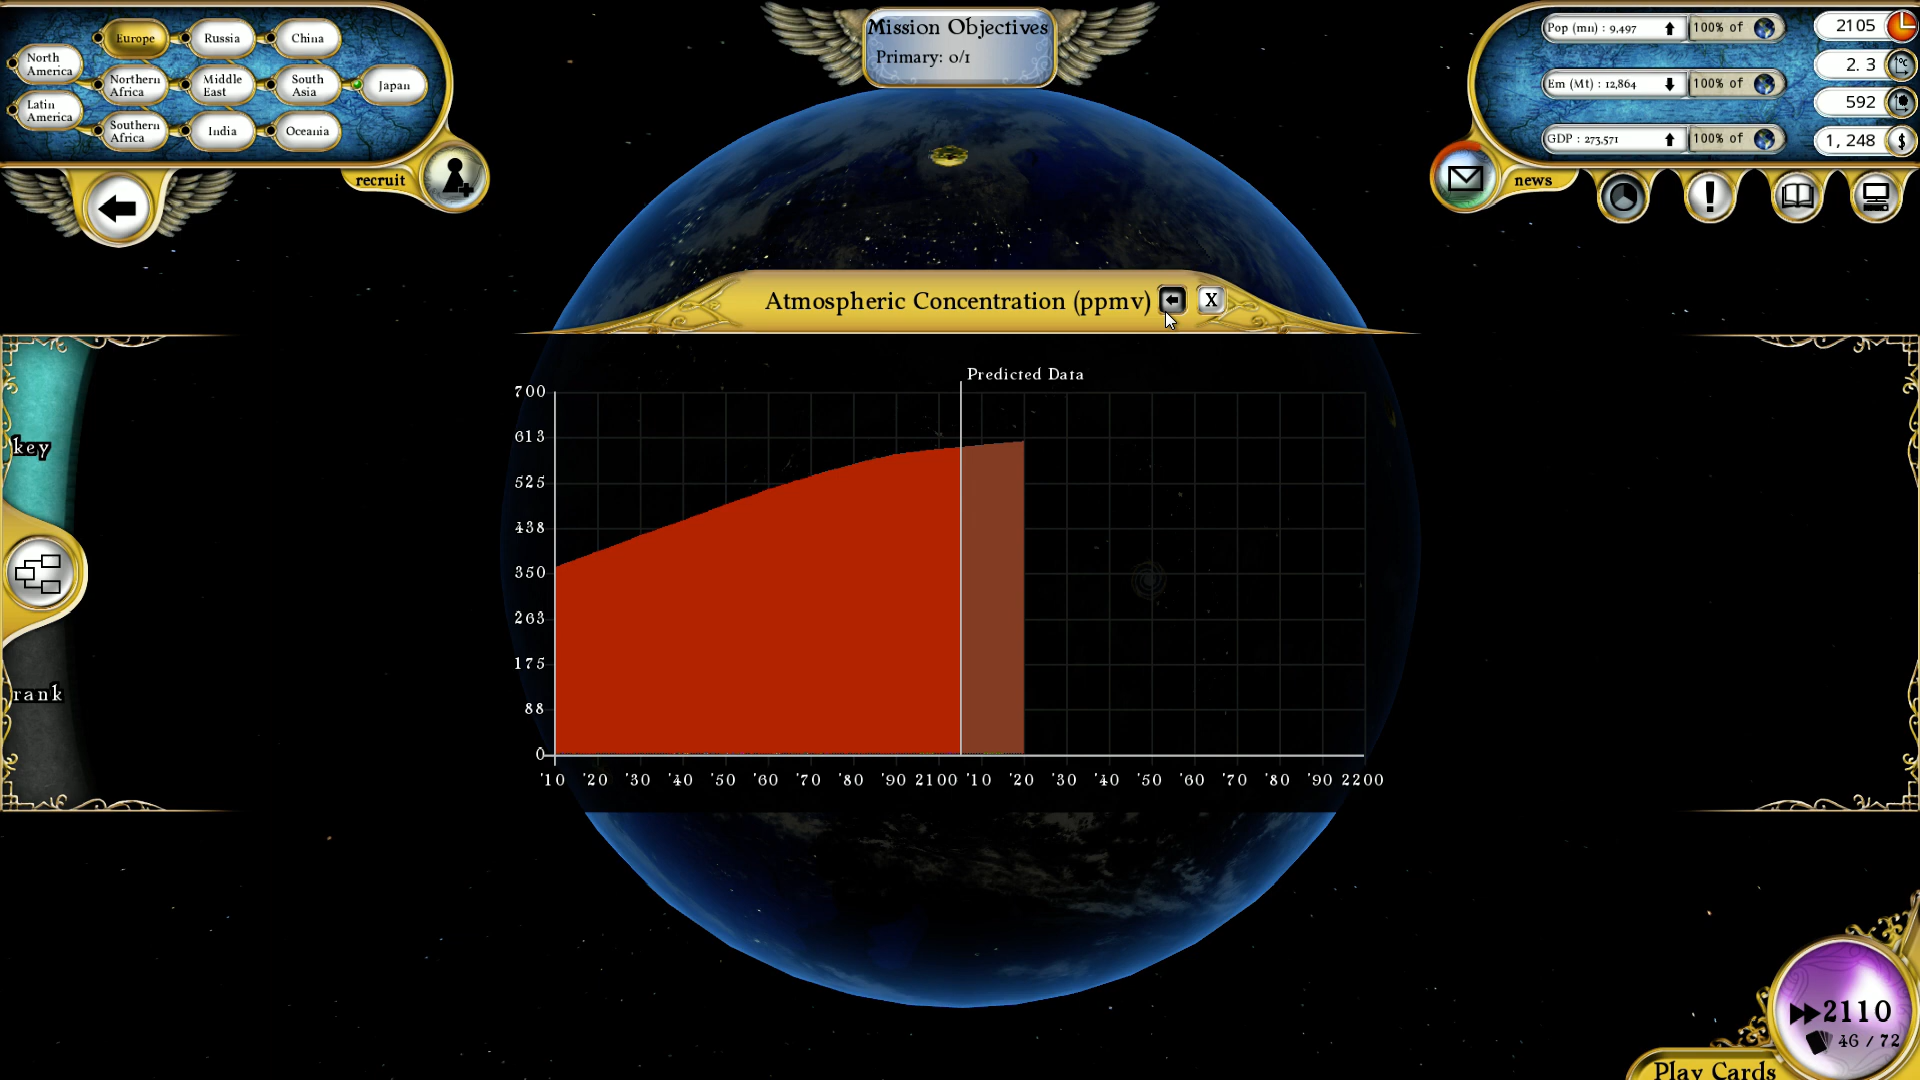 Europe
Russia
China
North
America
Northern
Africa
Middle
East
South
Asia
Japan
Latin
America
Southern
Africa
India
Oceania
recruit
Mission Objectives
Primary: 0/1
Pop (mn) : 9,497
100% of
2105
2. 3
°C
Em (Mt) : 12,864
100% of
592
GDP : 273,571
100% of
1, 248
$
news
!
Atmospheric Concentration (ppmv)
X
Predicted Data
700
613
525
438
350
263
175
88
0
'10 '20 '30 '40 '50 '60 '70 '80 '90 2100 '10 '20 '30 '40 '50 '60 '70 '80 '90 2200
key
rank
2110
46 / 72
Play Cards